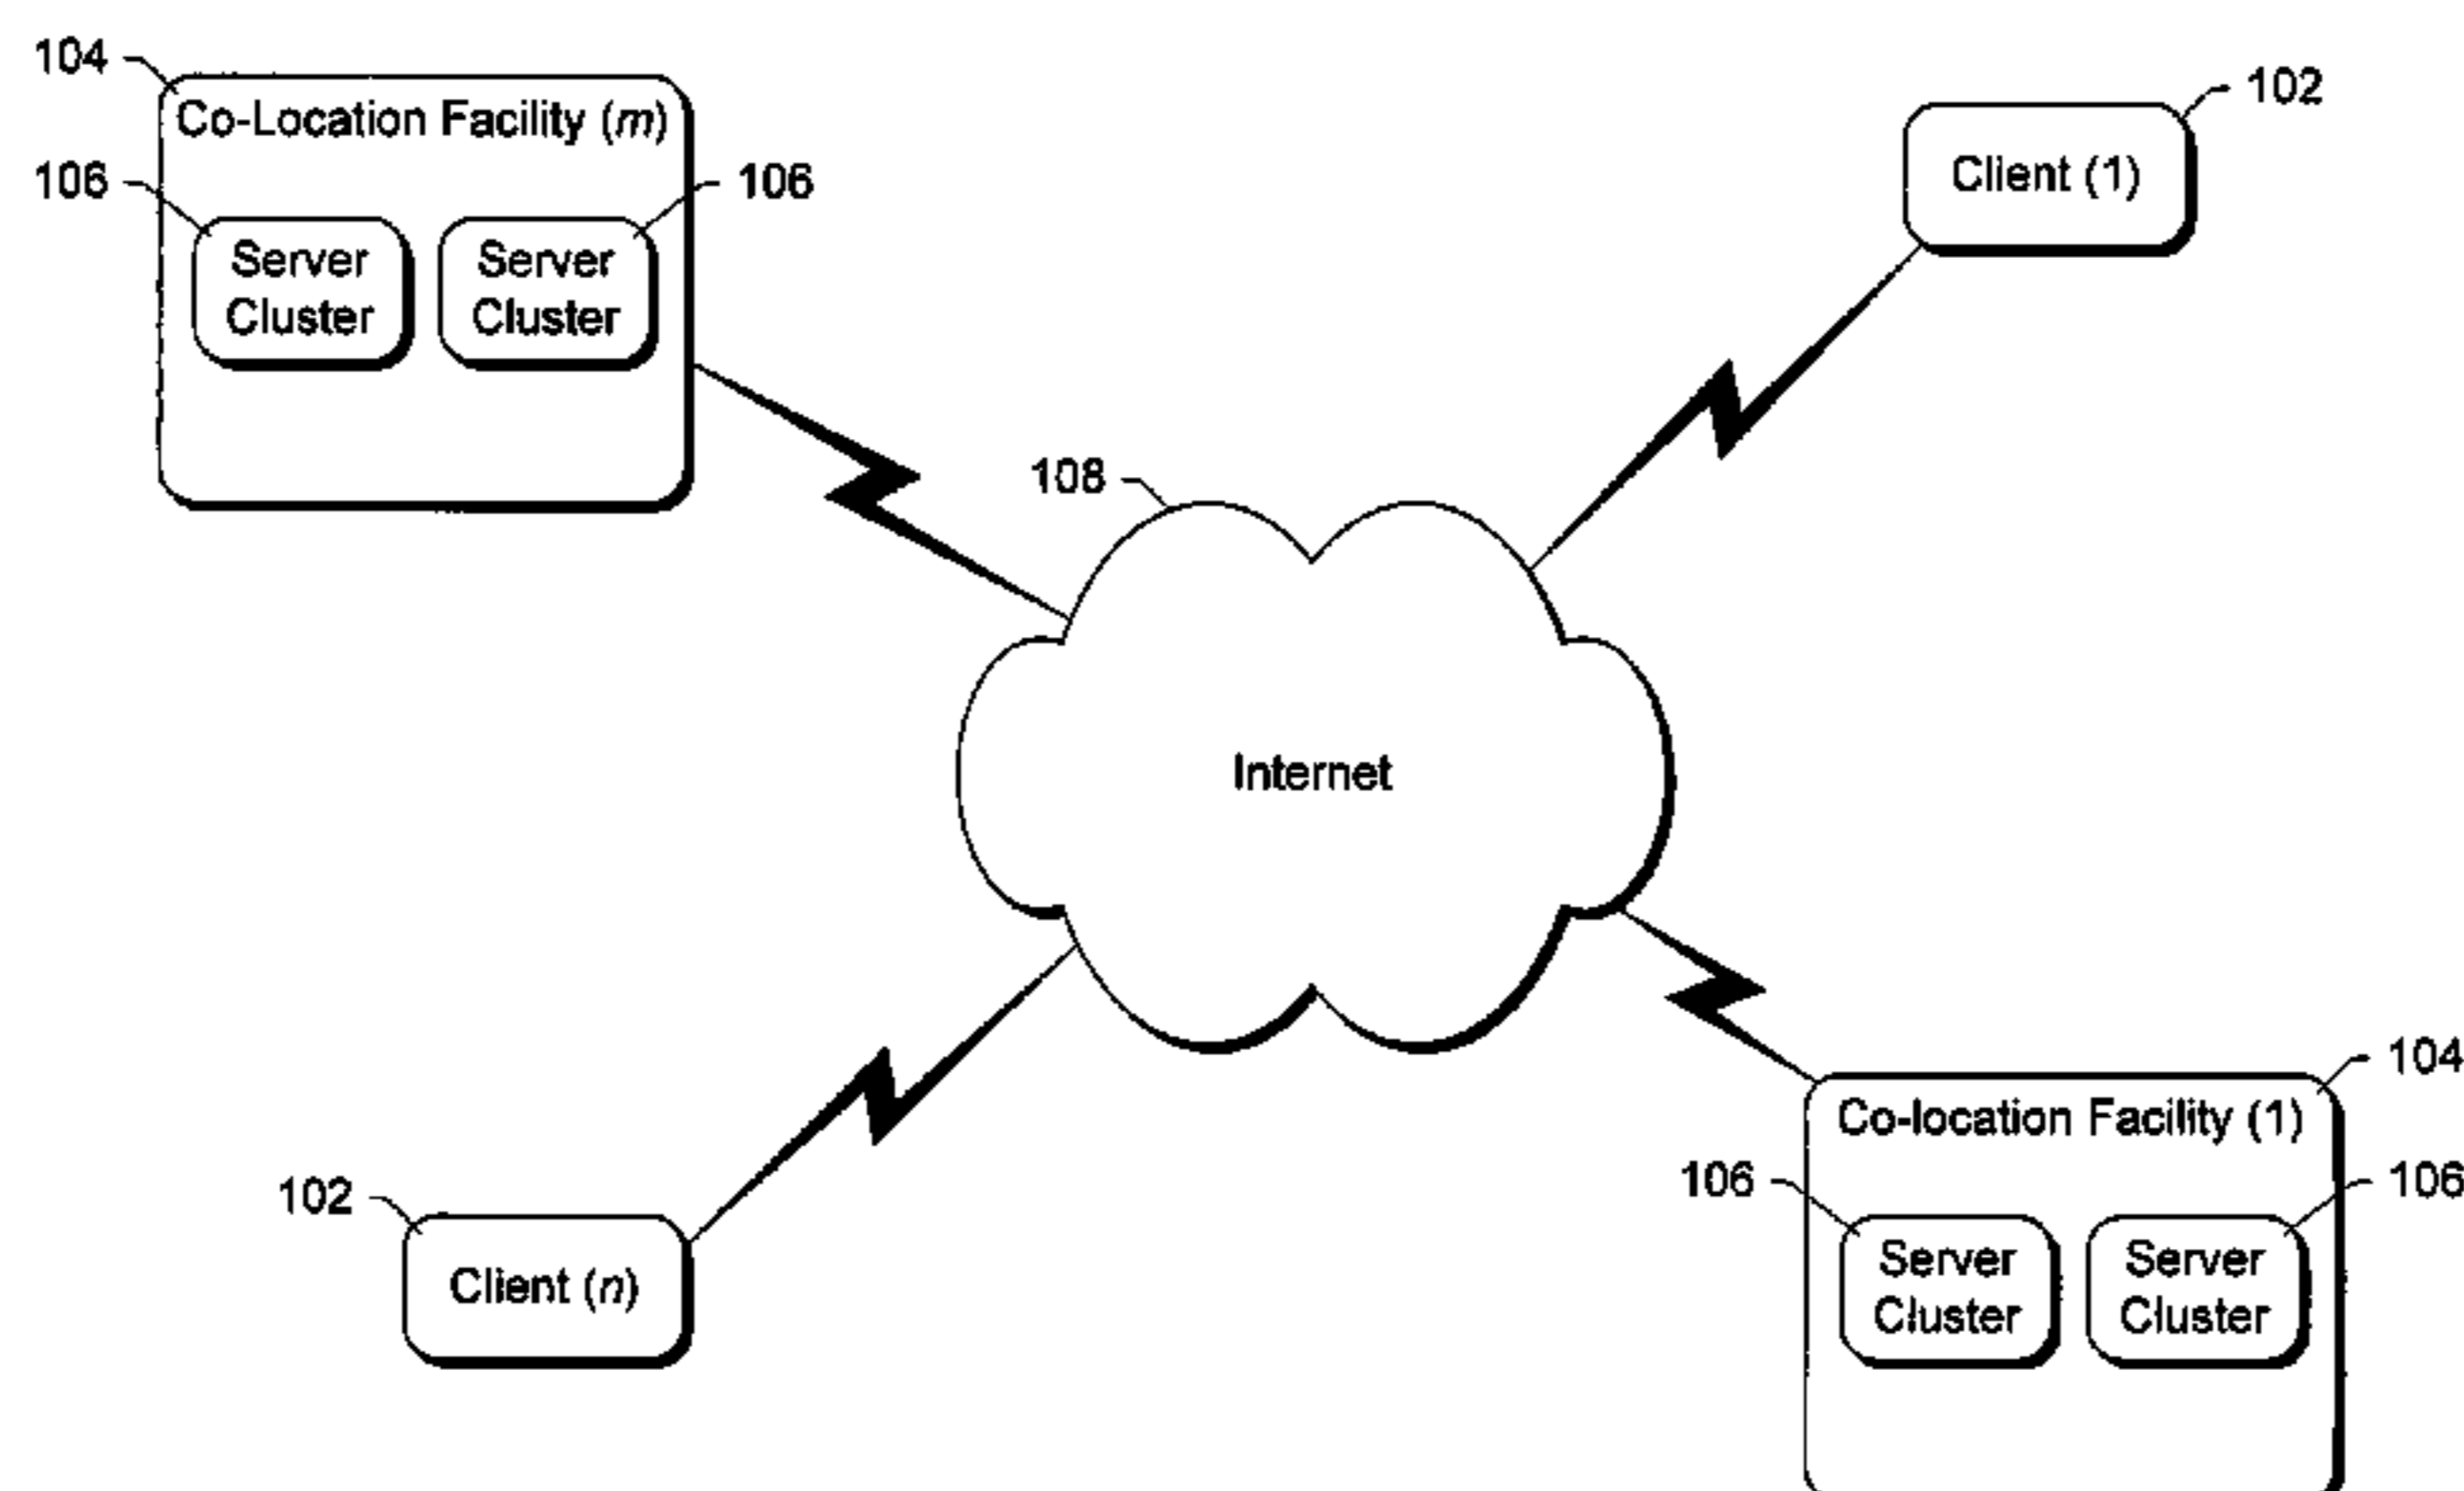 104
Co-Location Facility (m)
106
106
Server
Cluster
Server
Cluster
102
Client (1)
108
Internet
102
Client (n)
104
Co-location Facility (1)
106
106
Server
Cluster
Server
Cluster